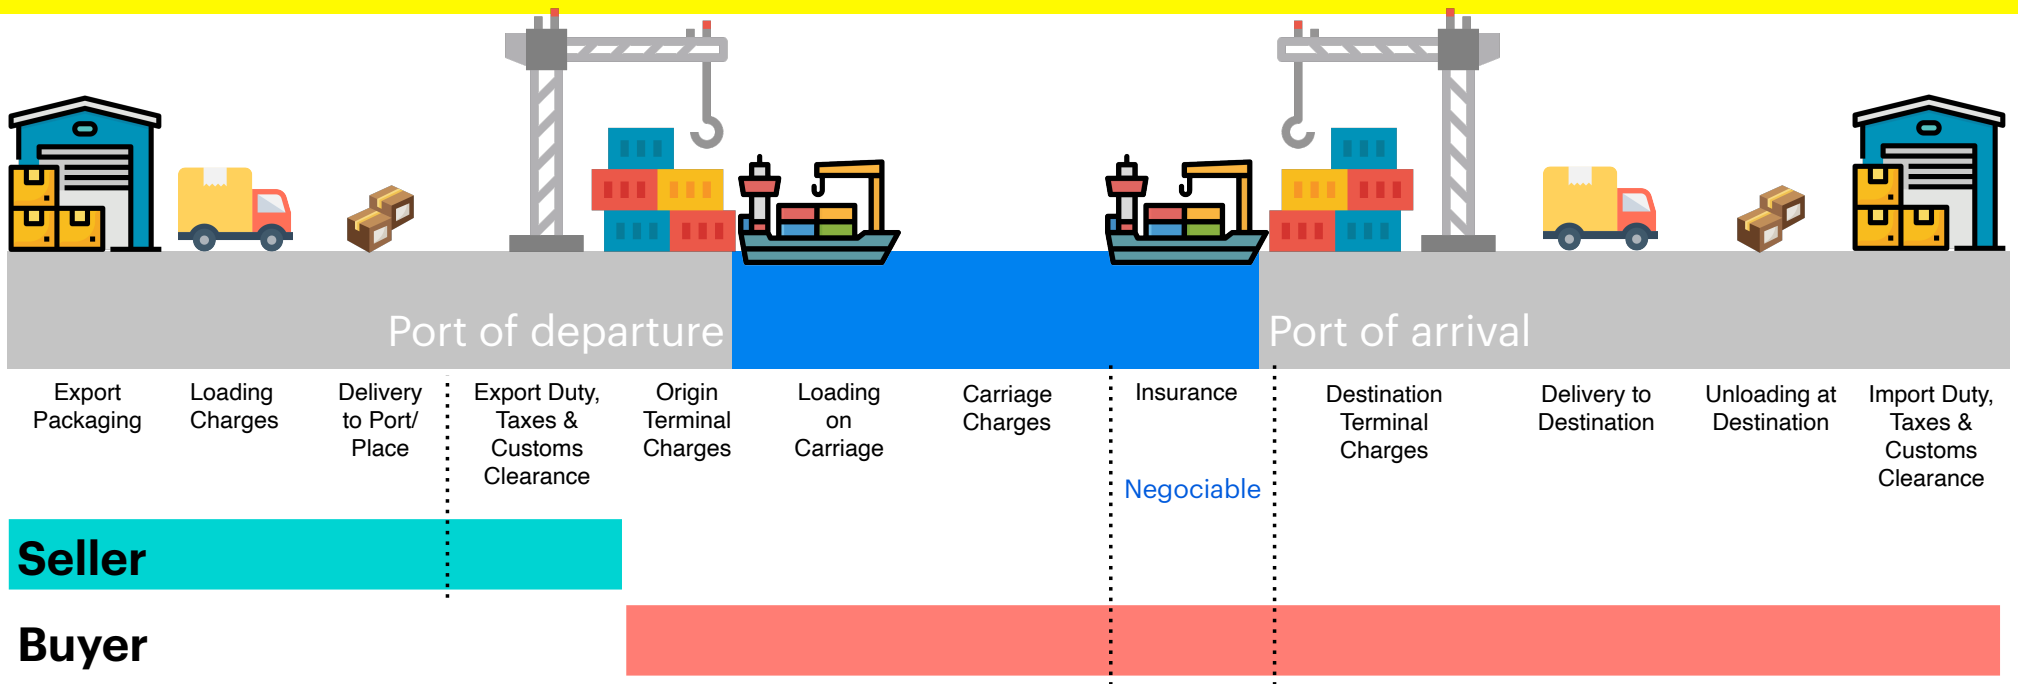 Port of departure
Port of arrival
Export
Packaging
Loading
Charges
Delivery
to Port/
Place
Export Duty,
Taxes &
Customs
Clearance
Origin
Terminal
Charges
Loading
on
Carriage
Carriage
Charges
Insurance
Negociable
Destination
Terminal
Charges
Delivery to
Destination
Unloading at
Destination
Import Duty,
Taxes &
Customs
Clearance
Seller
Buyer